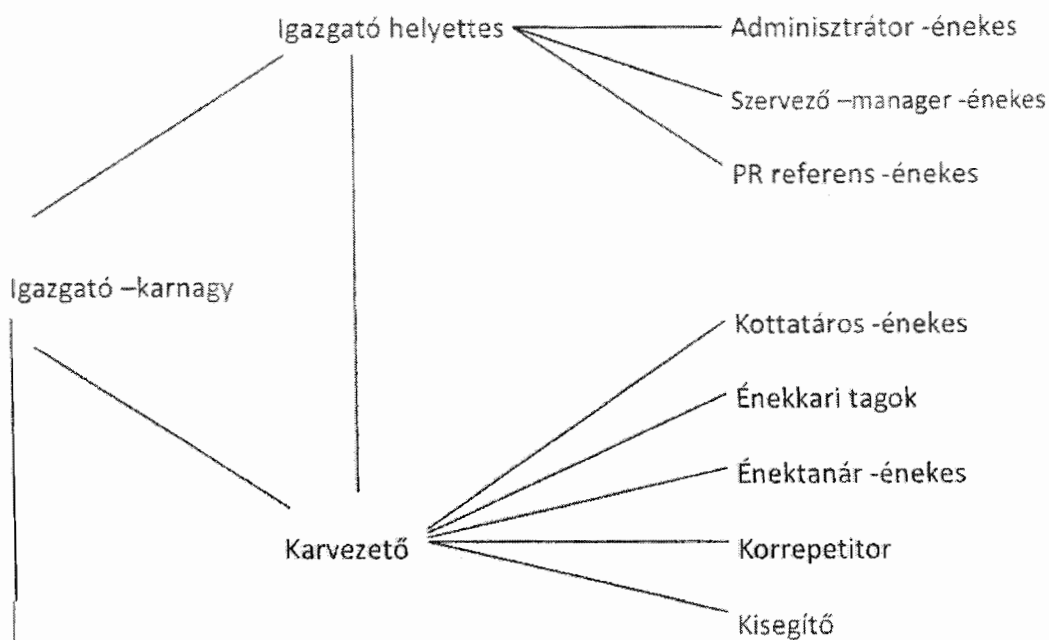 Igazgató helyettes
Adminisztrátor -énekes
Szervező –manager -énekes
PR referens -énekes
Igazgató –karnagy
Kottatáros -énekes
Énekkari tagok
Énektanár -énekes
Karvezető
Korrepetitor
Kisegítő